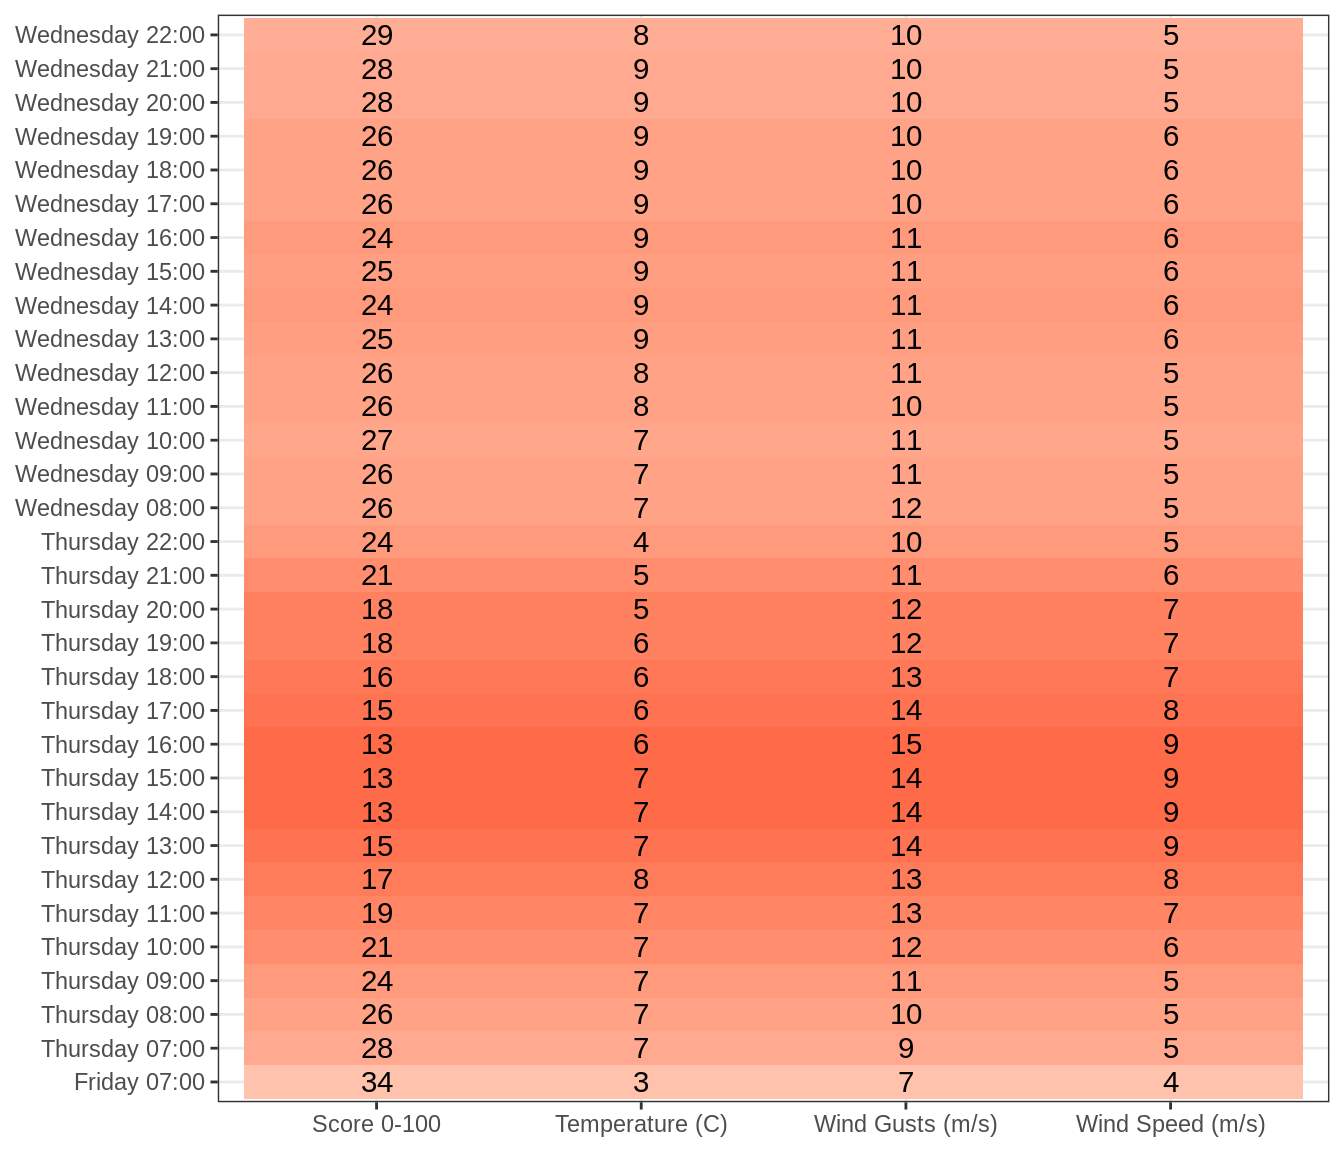 Wednesday 22:00 29 8 10 5
Wednesday 21:00 28 9 10 5
Wednesday 20:00 28 9 10 5
Wednesday 19:00 26 9 10 6
Wednesday 18:00 26 9 10 6
Wednesday 17:00 26 9 10 6
Wednesday 16:00 24 9 11 6
Wednesday 15:00 25 9 11 6
Wednesday 14:00 24 9 11 6
Wednesday 13:00 25 9 11 6
Wednesday 12:00 26 8 11 5
Wednesday 11:00 26 8 10 5
Wednesday 10:00 27 7 11 5
Wednesday 09:00 26 7 11 5
Wednesday 08:00 26 7 12 5
Thursday 22:00 24 4 10 5
Thursday 21:00 21 5 11 6
Thursday 20:00 18 5 12 7
Thursday 19:00 18 6 12 7
Thursday 18:00 16 6 13 7
Thursday 17:00 15 6 14 8
Thursday 16:00 13 6 15 9
Thursday 15:00 13 7 14 9
Thursday 14:00 13 7 14 9
Thursday 13:00 15 7 14 9
Thursday 12:00 17 8 13 8
Thursday 11:00 19 7 13 7
Thursday 10:00 21 7 12 6
Thursday 09:00 24 7 11 5
Thursday 08:00 26 7 10 5
Thursday 07:00 28 7 9 5
Friday 07:00 34 3 7 4
Score 0-100 Temperature (C) Wind Gusts (m/s) Wind Speed (m/s)